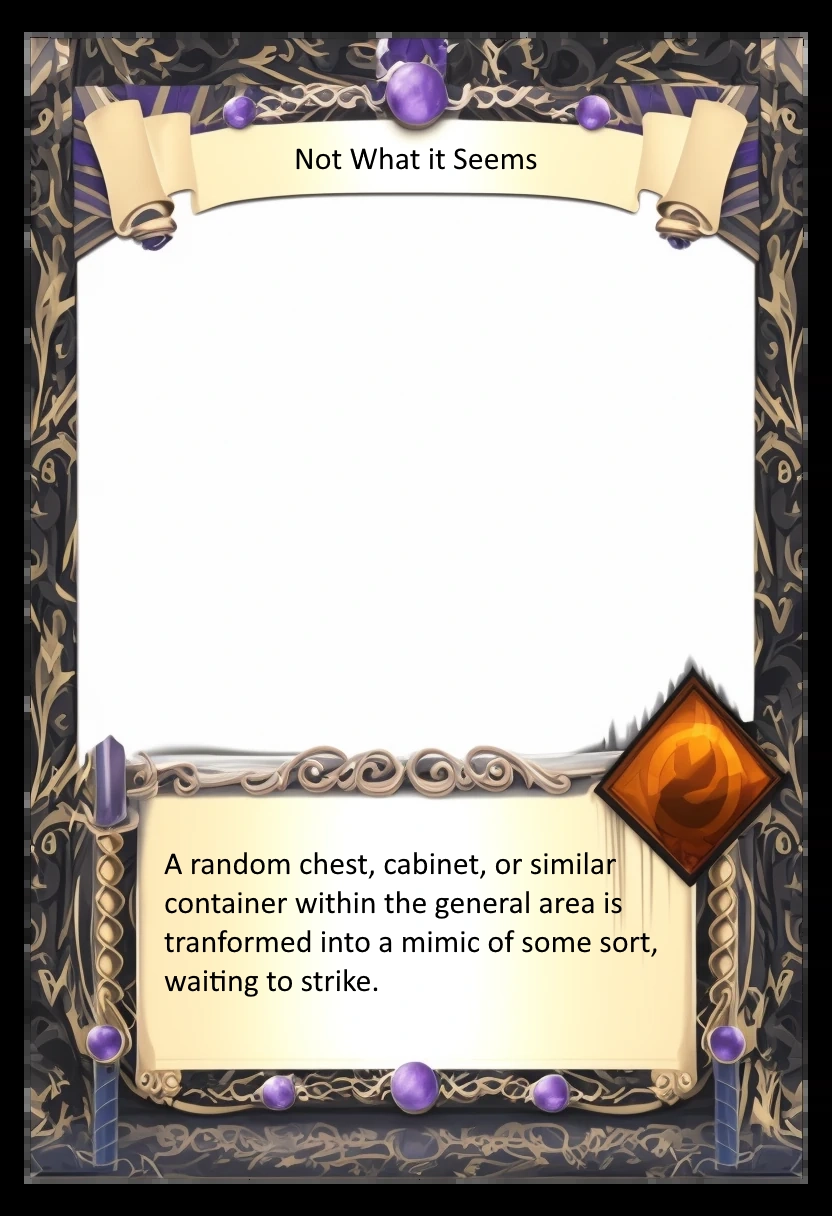 Not What it Seems
A random chest, cabinet, or similar
container within the general area is
tranformed into a mimic of some sort,
waiting to strike.